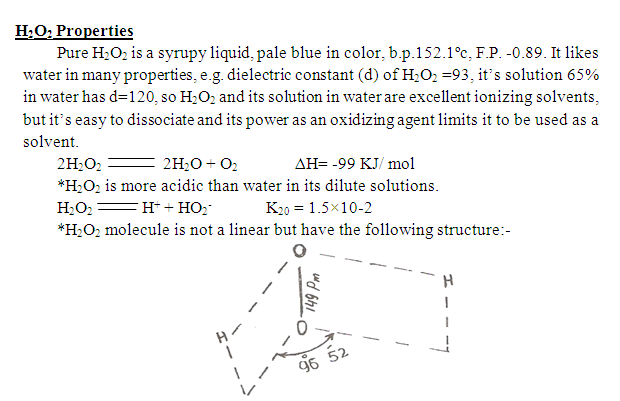 H₂O₂ Properties
Pure H₂O₂ is a syrupy liquid, pale blue in color, b.p.152.1°c, F.P. -0.89. It likes
water in many properties, e.g. dielectric constant (d) of H₂O₂ =93, it's solution 65%
in water has d=120, so H₂O₂ and its solution in water are excellent ionizing solvents,
but it's easy to dissociate and its power as an oxidizing agent limits it to be used as a
solvent.
2H₂O₂ ═══ 2H₂O + O₂ ΔH= -99 KJ/ mol
*H₂O₂ is more acidic than water in its dilute solutions.
H₂O₂ ═══ H⁺ + HO₂⁻ K₂₀ = 1.5×10-2
*H₂O₂ molecule is not a linear but have the following structure:-
O
H
149 Pm
O
H
96° 52